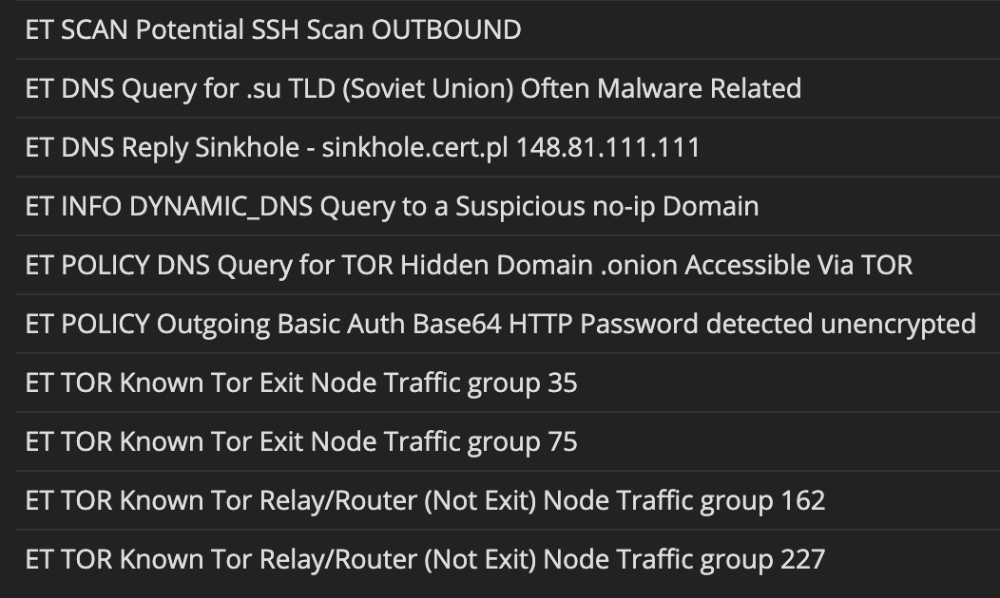 ET SCAN Potential SSH Scan OUTBOUND
ET DNS Query for .su TLD (Soviet Union) Often Malware Related
ET DNS Reply Sinkhole - sinkhole.cert.pl 148.81.111.111
ET INFO DYNAMIC_DNS Query to a Suspicious no-ip Domain
ET POLICY DNS Query for TOR Hidden Domain .onion Accessible Via TOR
ET POLICY Outgoing Basic Auth Base64 HTTP Password detected unencrypted
ET TOR Known Tor Exit Node Traffic group 35
ET TOR Known Tor Exit Node Traffic group 75
ET TOR Known Tor Relay/Router (Not Exit) Node Traffic group 162
ET TOR Known Tor Relay/Router (Not Exit) Node Traffic group 227